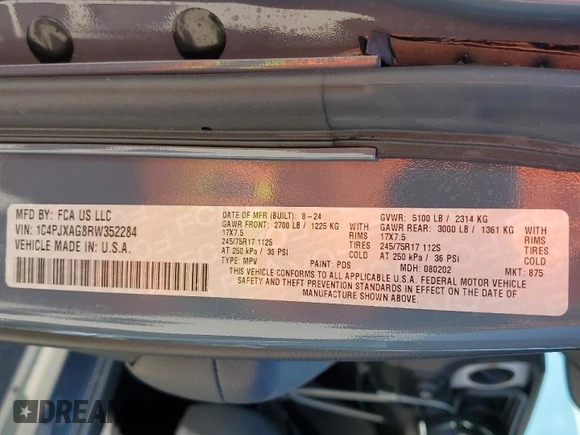 MFD BY: FCA US LLC
VIN: 1C4PJXAG8RW352284
VEHICLE MADE IN U.S.A.
DATE OF MFR (BUILT): 8-24
GAWR FRONT: 2700 LB / 1225 KG WITH
17X7.5 RIMS
245/75R17 112S
AT 250 kPa / 36 PSI COLD
TYPE: MPV PAINT: PDS
GVWR: 5100 LB / 2314 KG
GAWR REAR: 3000 LB / 1361 KG WITH
17X7.5 RIMS
245/75R17 112S
AT 250 kPa / 36 PSI COLD
MDH: 080202 MKT: 875
THIS VEHICLE CONFORMS TO ALL APPLICABLE U.S.A. FEDERAL MOTOR VEHICLE
SAFETY AND THEFT PREVENTION STANDARDS IN EFFECT ON THE DATE OF
MANUFACTURE SHOWN ABOVE.